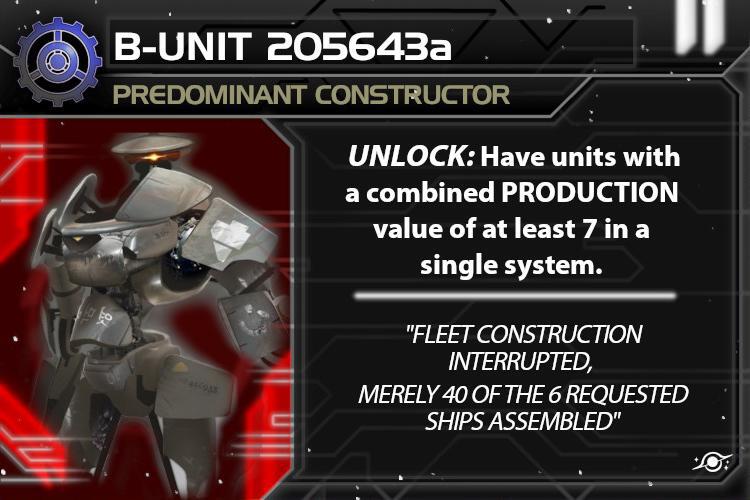 B-UNIT 205643a
PREDOMINANT CONSTRUCTOR
UNLOCK: Have units with
a combined PRODUCTION
value of at least 7 in a
single system.
"FLEET CONSTRUCTION
INTERRUPTED,
MERELY 40 OF THE 6 REQUESTED
SHIPS ASSEMBLED"